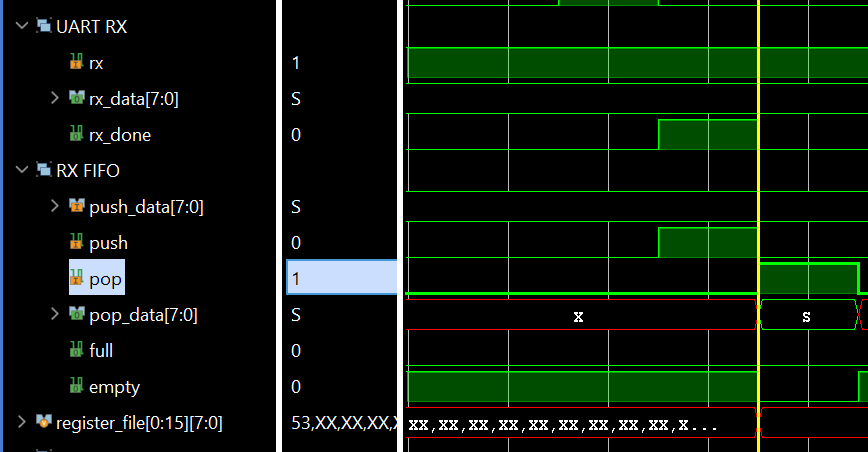 UART RX
rx 1
rx_data[7:0] S
rx_done 0
RX FIFO
push_data[7:0] S
push 0
pop 1
pop_data[7:0] S X S
full 0
empty 0
register_file[0:15][7:0] 53,XX,XX,XX, XX,XX,XX,XX,XX,XX,XX,XX,XX,X...